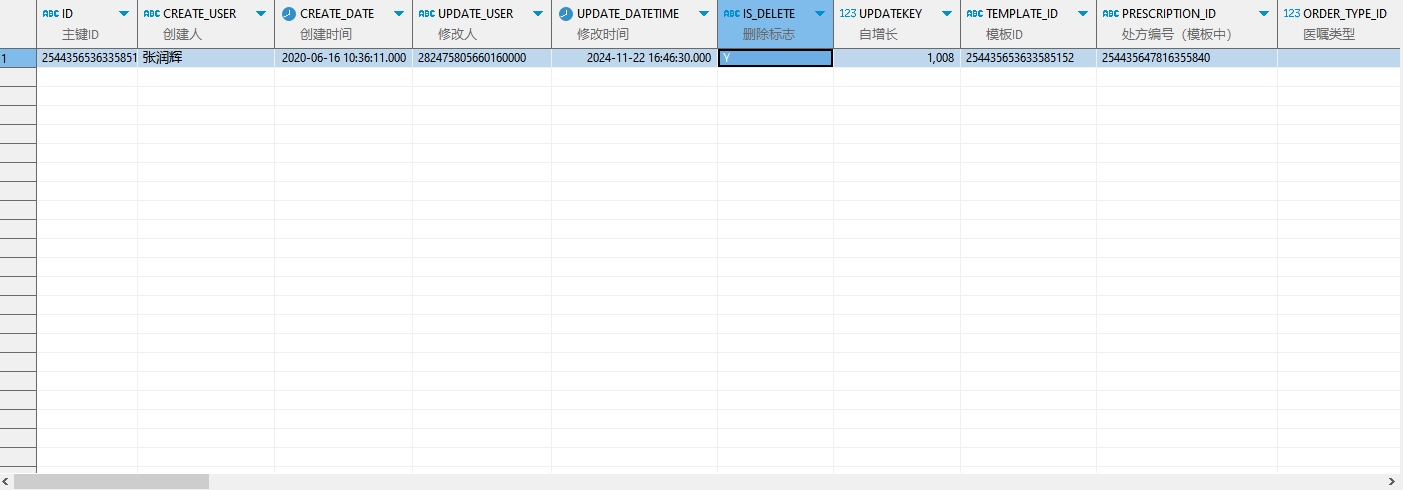 ABC ID ABC CREATE_USER CREATE_DATE ABC UPDATE_USER UPDATE_DATETIME ABC IS_DELETE 123 UPDATEKEY ABC TEMPLATE_ID ABC PRESCRIPTION_ID 123 ORDER_TYPE_ID
主键ID 创建人 创建时间 修改人 修改时间 删除标志 自增长 模板ID 处方编号（模板中） 医嘱类型
1 2544356536335851 张润辉 2020-06-16 10:36:11.000 282475805660160000 2024-11-22 16:46:30.000 Y 1,008 254435653633585152 254435647816355840